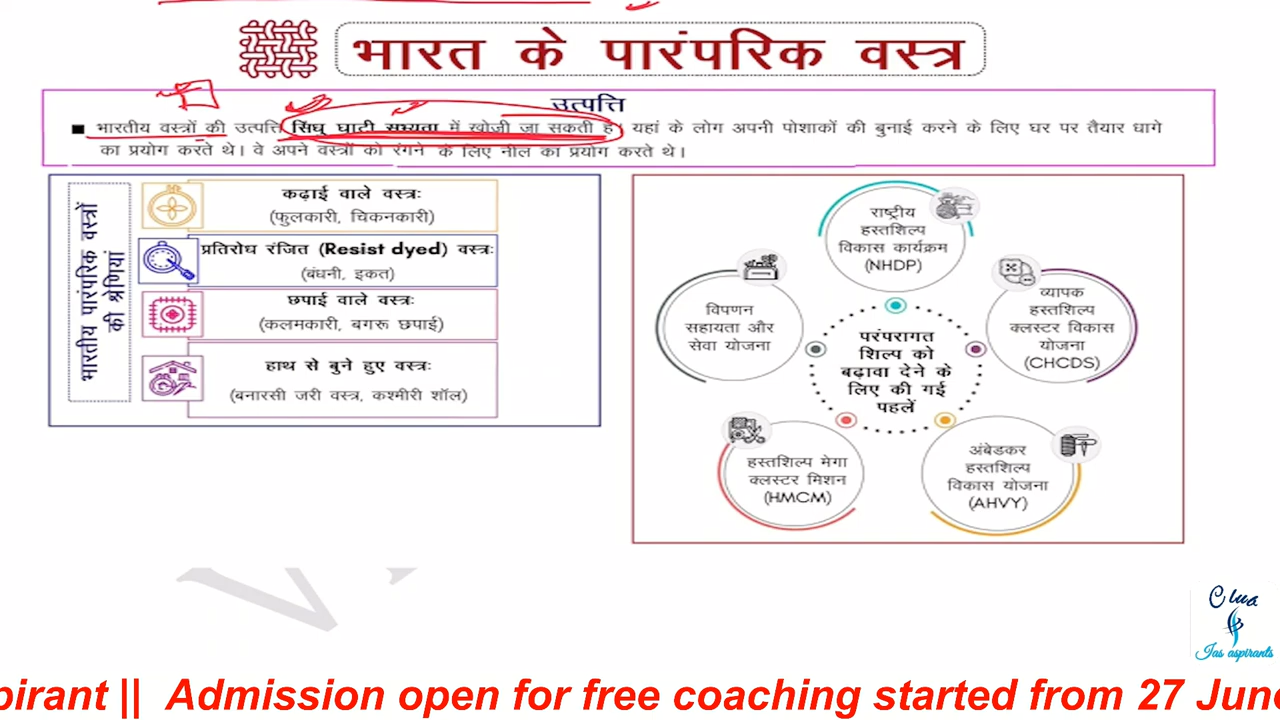 भारत के पारंपरिक वस्त्र
उत्पत्ति
भारतीय वस्त्रों की उत्पत्ति सिंधु घाटी सभ्यता में खोजी जा सकती है यहां के लोग अपनी पोशाकों की बुनाई करने के लिए घर पर तैयार धागे
का प्रयोग करते थे। वे अपने वस्त्रों को रंगने के लिए नील का प्रयोग करते थे।
भारतीय पारंपरिक वस्त्रों
की श्रेणियां
कढ़ाई वाले वस्त्रः
(फुलकारी, चिकनकारी)
प्रतिरोध रंजित (Resist dyed) वस्त्रः
(बंधनी, इकत)
छपाई वाले वस्त्रः
(कलमकारी, बगरू छपाई)
हाथ से बुने हुए वस्त्रः
(बनारसी जरी वस्त्र, कश्मीरी शॉल)
राष्ट्रीय
हस्तशिल्प
विकास कार्यक्रम
(NHDP)
विपणन
सहायता और
सेवा योजना
व्यापक
हस्तशिल्प
क्लस्टर विकास
योजना
(CHCDS)
परंपरागत
शिल्प को
बढ़ावा देने के
लिए की गई
पहलें
हस्तशिल्प मेगा
क्लस्टर मिशन
(HMCM)
अंबेडकर
हस्तशिल्प
विकास योजना
(AHVY)
Clua
Ias aspirants
pirant || Admission open for free coaching started from 27 June